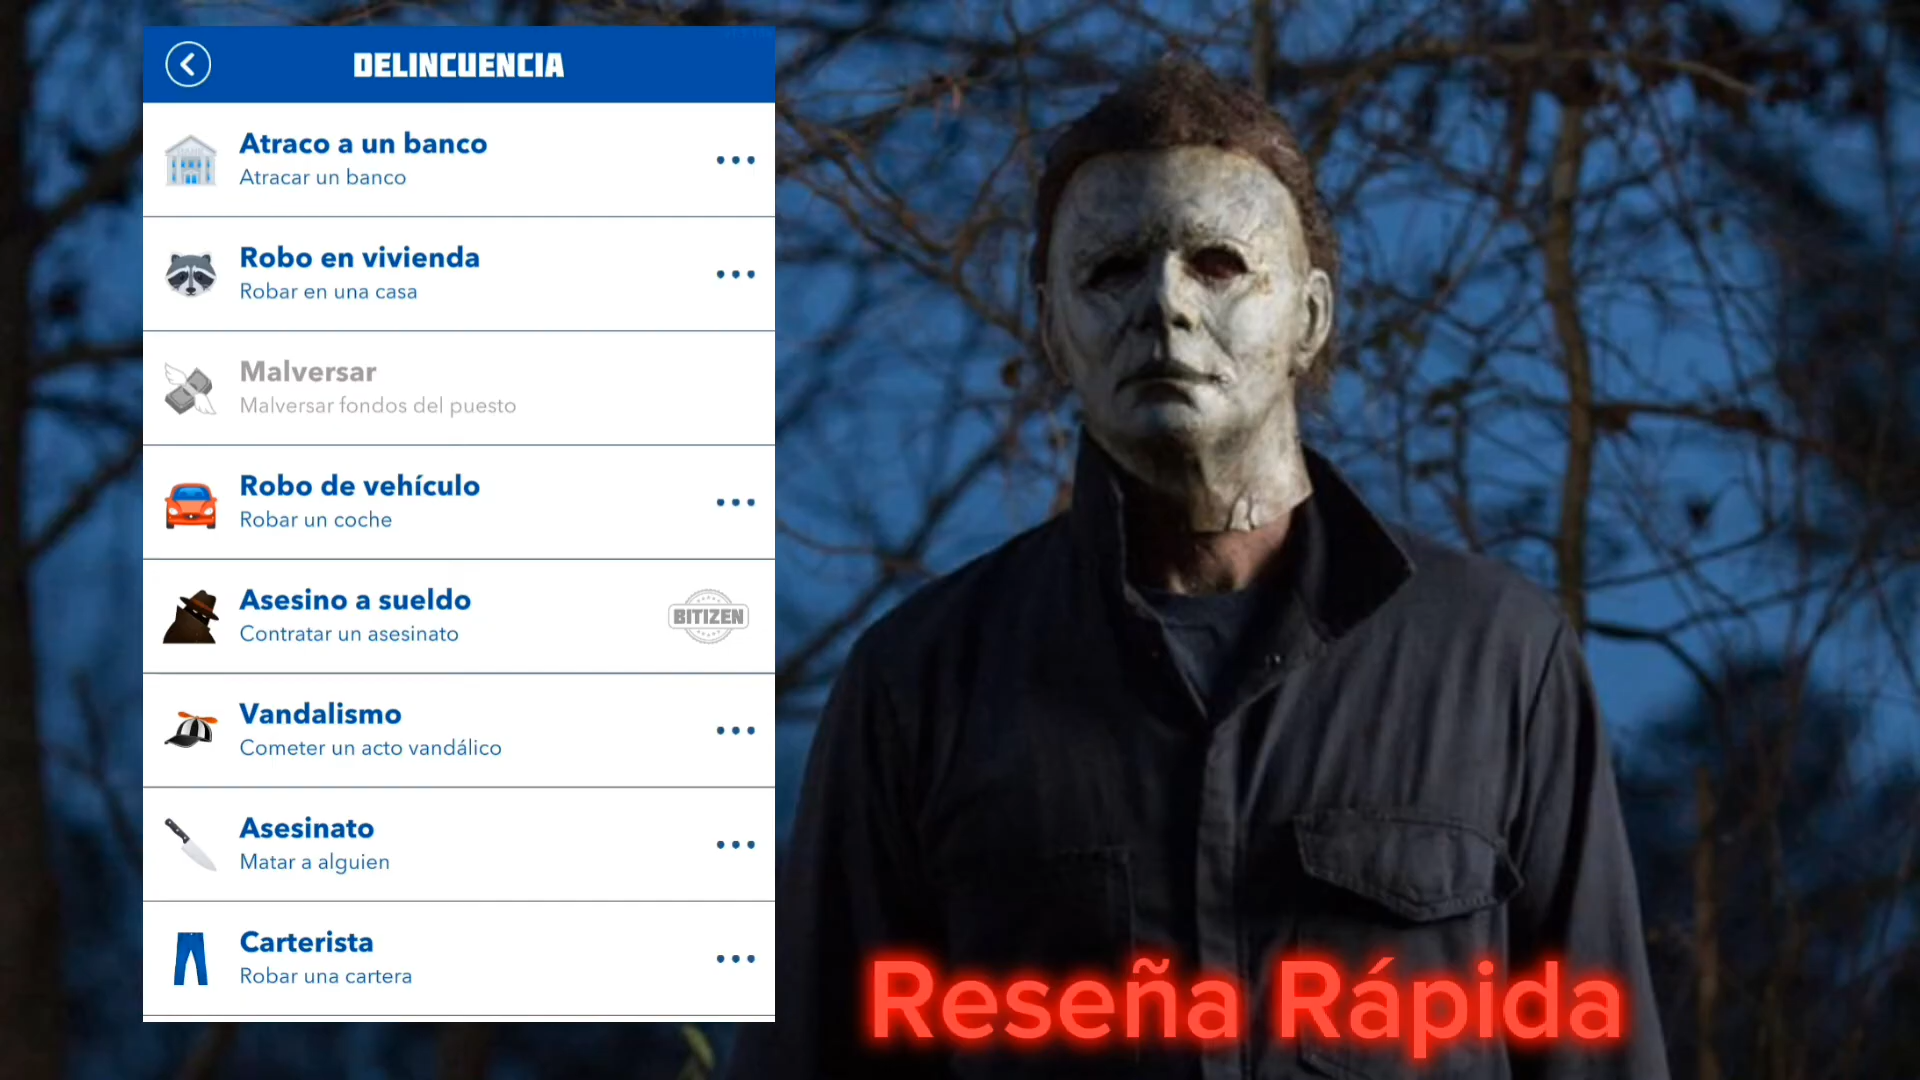 DELINCUENCIA
Atraco a un banco
Atracar un banco
Robo en vivienda
Robar en una casa
Malversar
Malversar fondos del puesto
Robo de vehículo
Robar un coche
Asesino a sueldo
Contratar un asesinato
BITIZEN
Vandalismo
Cometer un acto vandálico
Asesinato
Matar a alguien
Carterista
Robar una cartera
Reseña Rápida